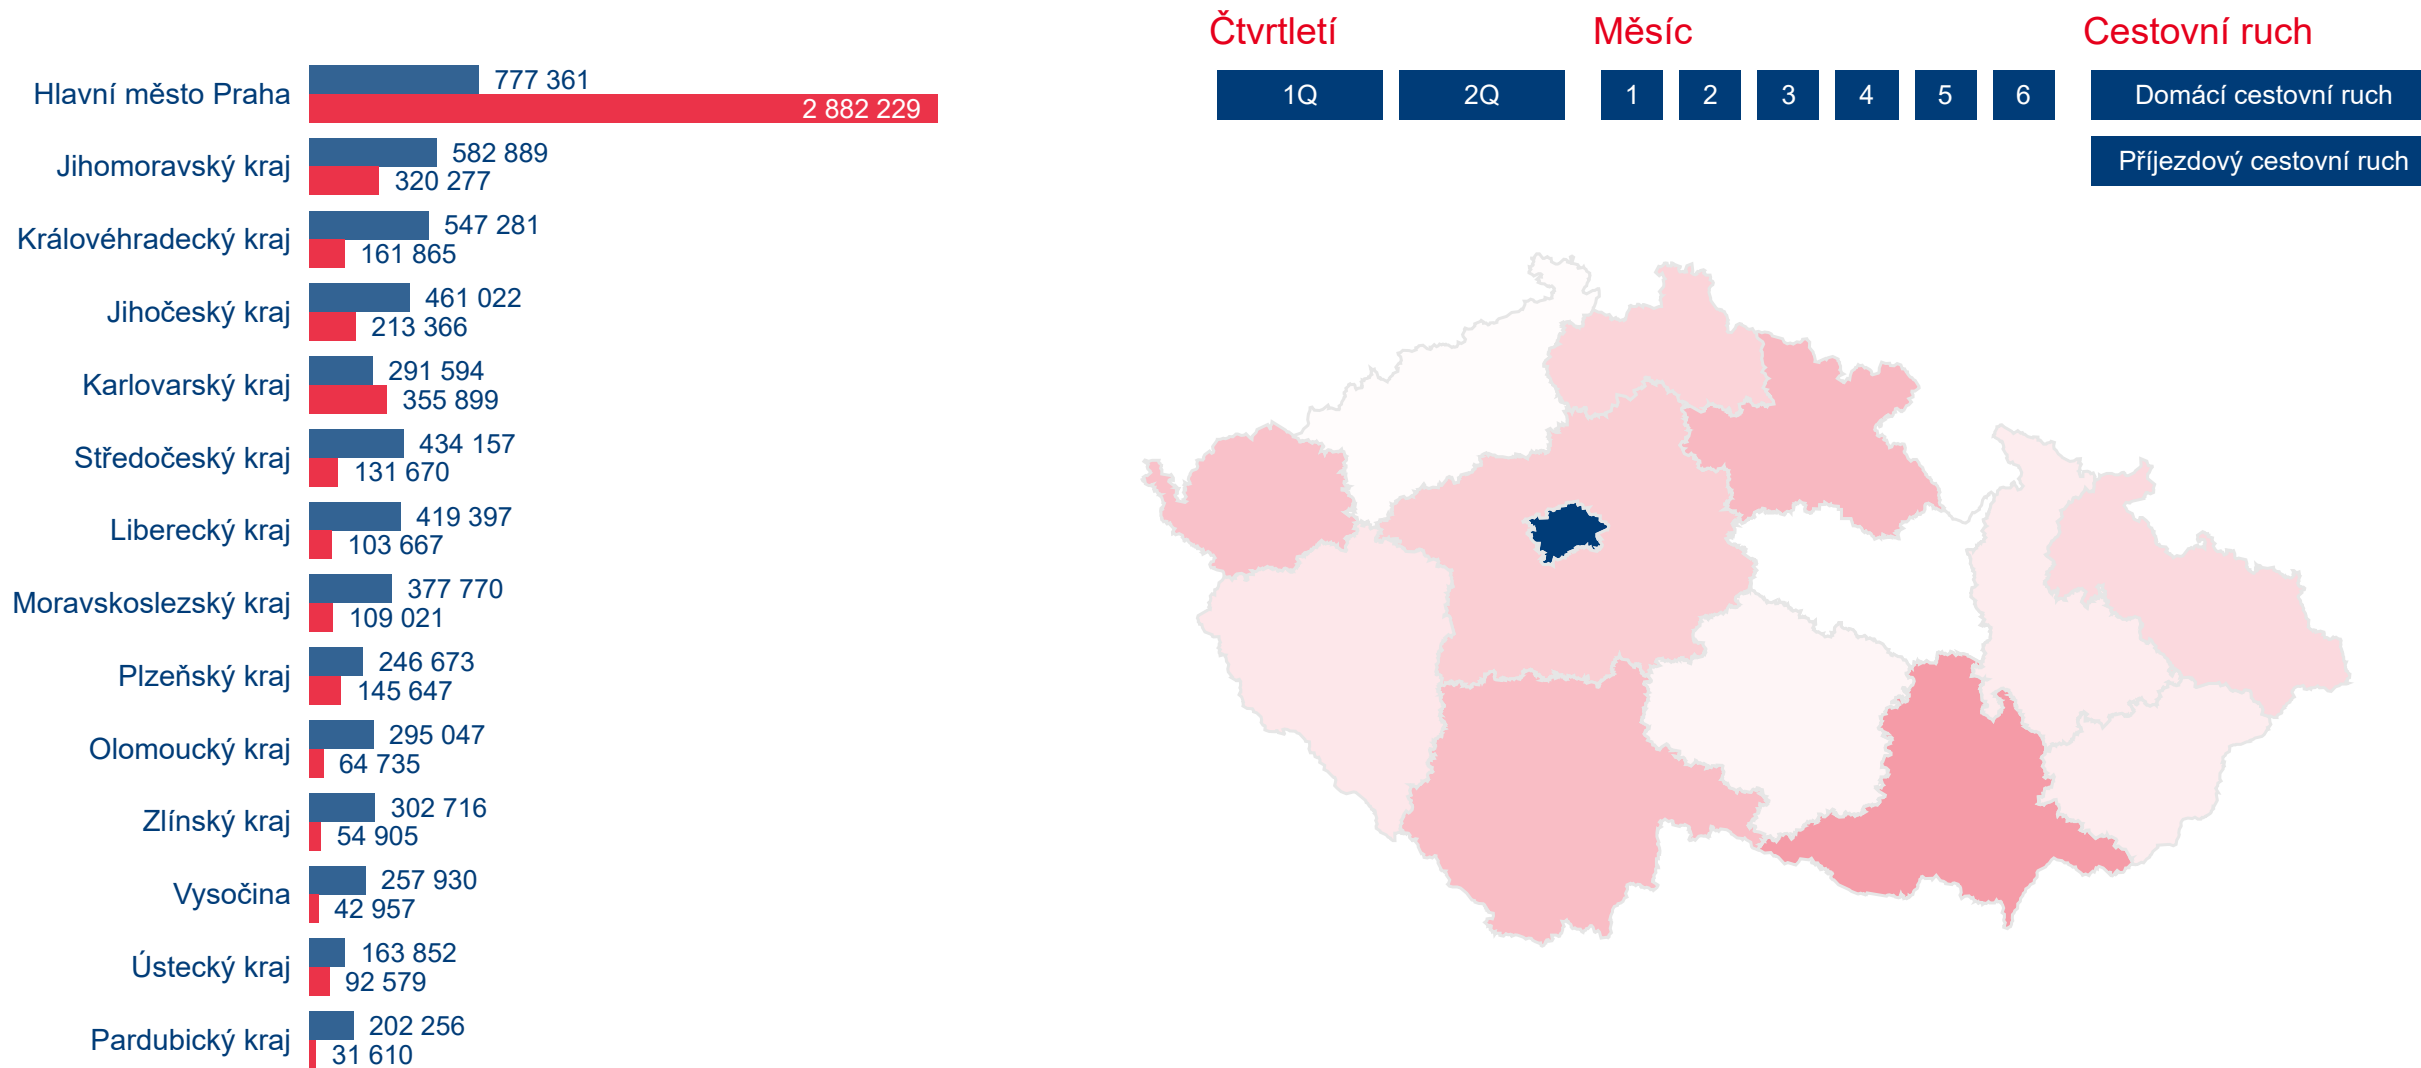 Čtvrtletí
Měsíc
Cestovní ruch
1Q
2Q
1
2
3
4
5
6
Domácí cestovní ruch
Příjezdový cestovní ruch
Hlavní město Praha
777 361
2 882 229
Jihomoravský kraj
582 889
320 277
Královéhradecký kraj
547 281
161 865
Jihočeský kraj
461 022
213 366
Karlovarský kraj
291 594
355 899
Středočeský kraj
434 157
131 670
Liberecký kraj
419 397
103 667
Moravskoslezský kraj
377 770
109 021
Plzeňský kraj
246 673
145 647
Olomoucký kraj
295 047
64 735
Zlínský kraj
302 716
54 905
Vysočina
257 930
42 957
Ústecký kraj
163 852
92 579
Pardubický kraj
202 256
31 610